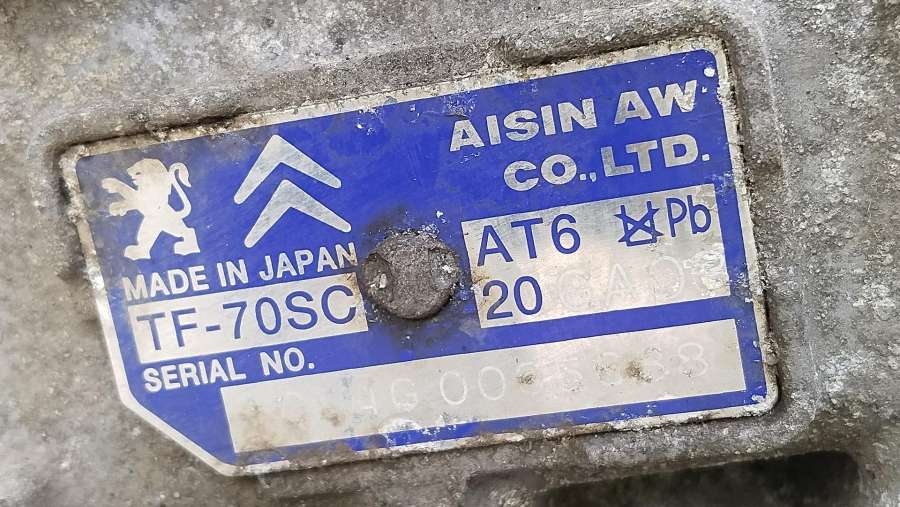 AISIN AW
CO.,LTD.
MADE IN JAPAN
TF-70SC
AT6 Pb
20
SERIAL NO.